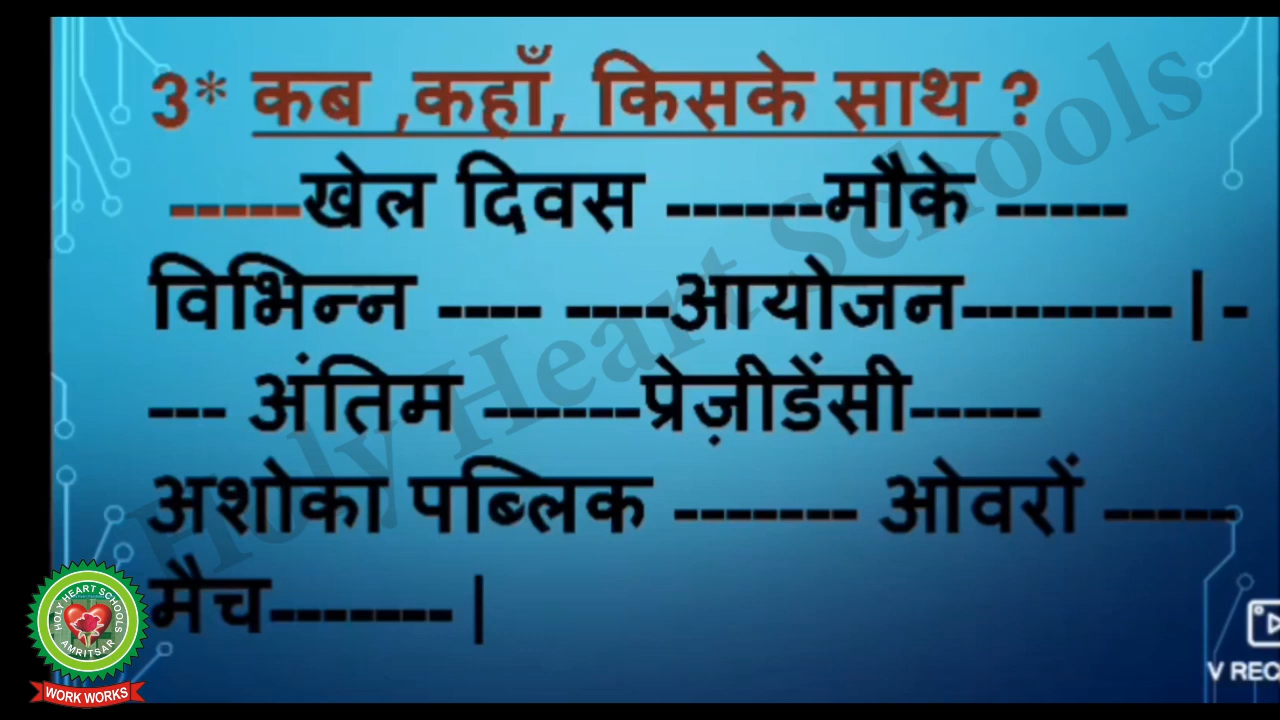 3* कब ,कहाँ, किसके साथ ?
-----खेल दिवस ------मौके -----
विभिन्न ---- ----आयोजन--------|-
--- अंतिम ------प्रेज़ीडेंसी-----
अशोका पब्लिक ------- ओवरों -----
मैच-------|
Holy Heart Schools
HOLY HEART SCHOOLS
AMRITSAR
WORK WORKS
V REC